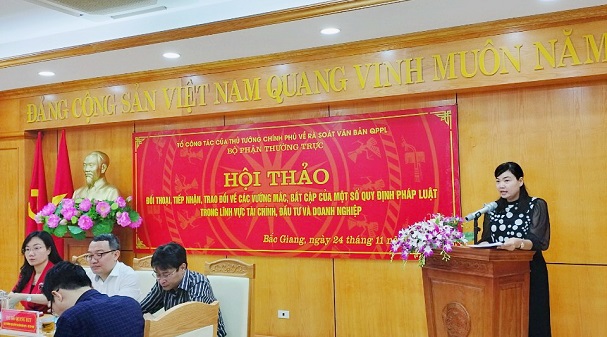 ĐẢNG CỘNG SẢN VIỆT NAM QUANG VINH MUÔN NĂM
TỔ CÔNG TÁC CỦA THỦ TƯỚNG CHÍNH PHỦ VỀ RÀ SOÁT VĂN BẢN QPPL
BỘ PHẬN THƯỜNG TRỰC
HỘI THẢO
ĐỐI THOẠI, TIẾP NHẬN, TRAO ĐỔI VỀ CÁC VƯỚNG MẮC, BẤT CẬP CỦA MỘT SỐ QUY ĐỊNH PHÁP LUẬT
TRONG LĨNH VỰC TÀI CHÍNH, ĐẦU TƯ VÀ DOANH NGHIỆP
Bắc Giang, ngày 24 tháng 11 năm